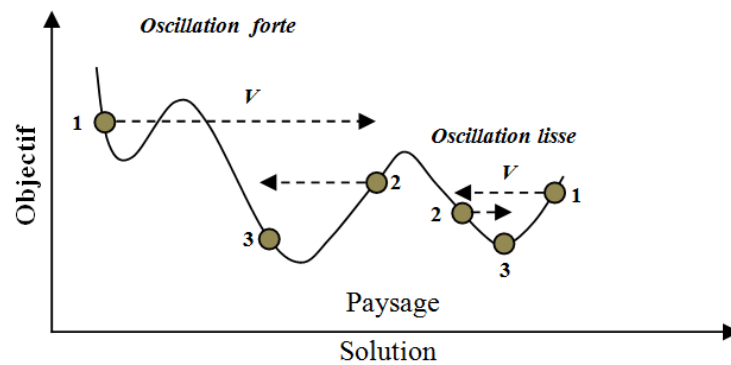 Oscillation forte
V
1
Oscillation lisse
V
2
1
2
3
3
Objectif
Paysage
Solution